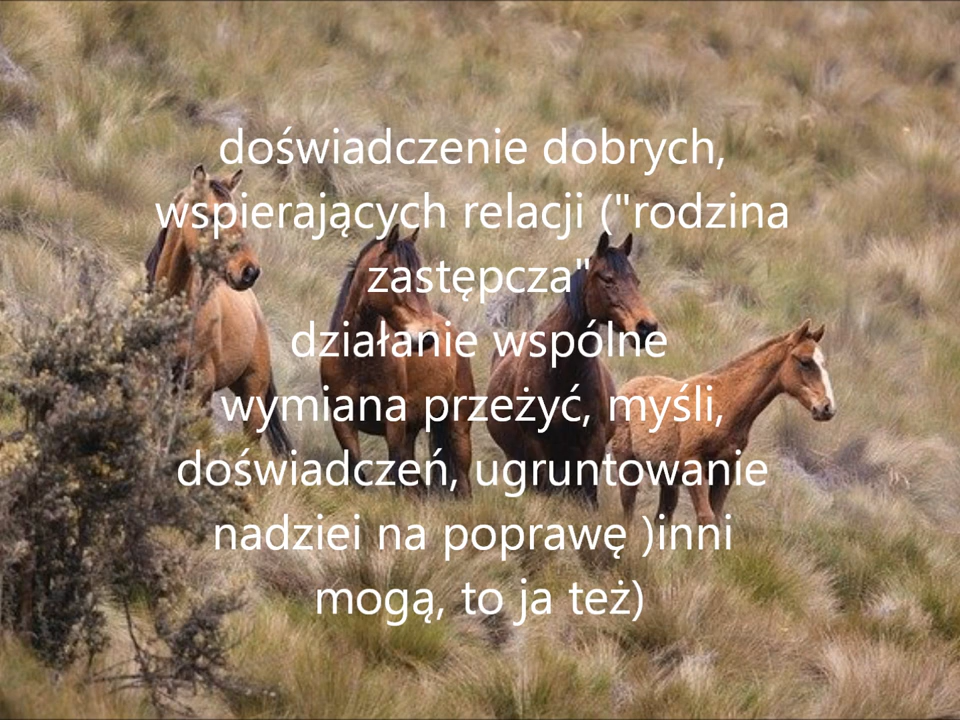 doświadczenie dobrych,
wspierających relacji ("rodzina
zastępcza"
działanie wspólne
wymiana przeżyć, myśli,
doświadczeń, ugruntowanie
nadziei na poprawę )inni
mogą, to ja też)